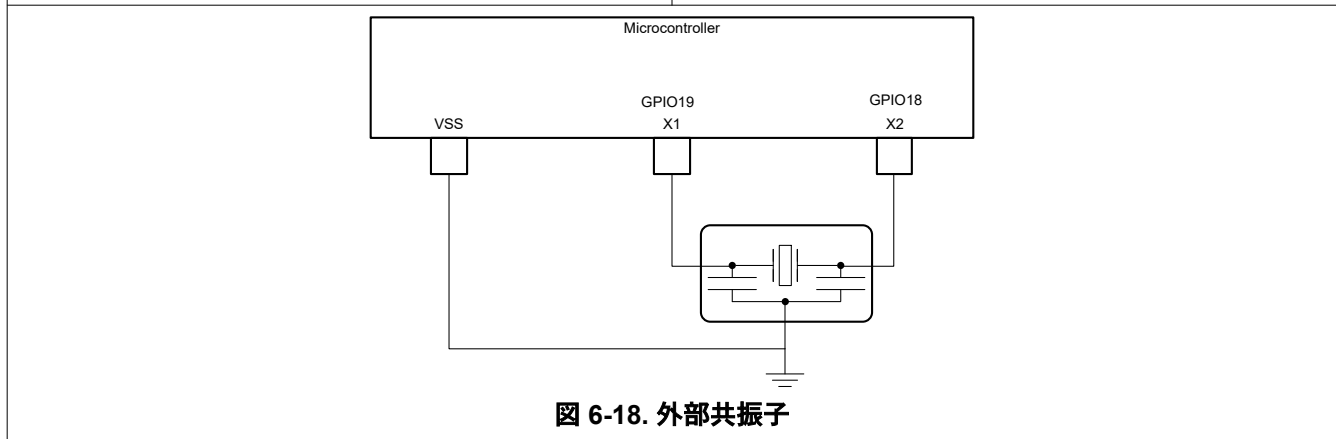 Microcontroller
GPIO19
GPIO18
VSS
X1
X2
図 6-18. 外部共振子